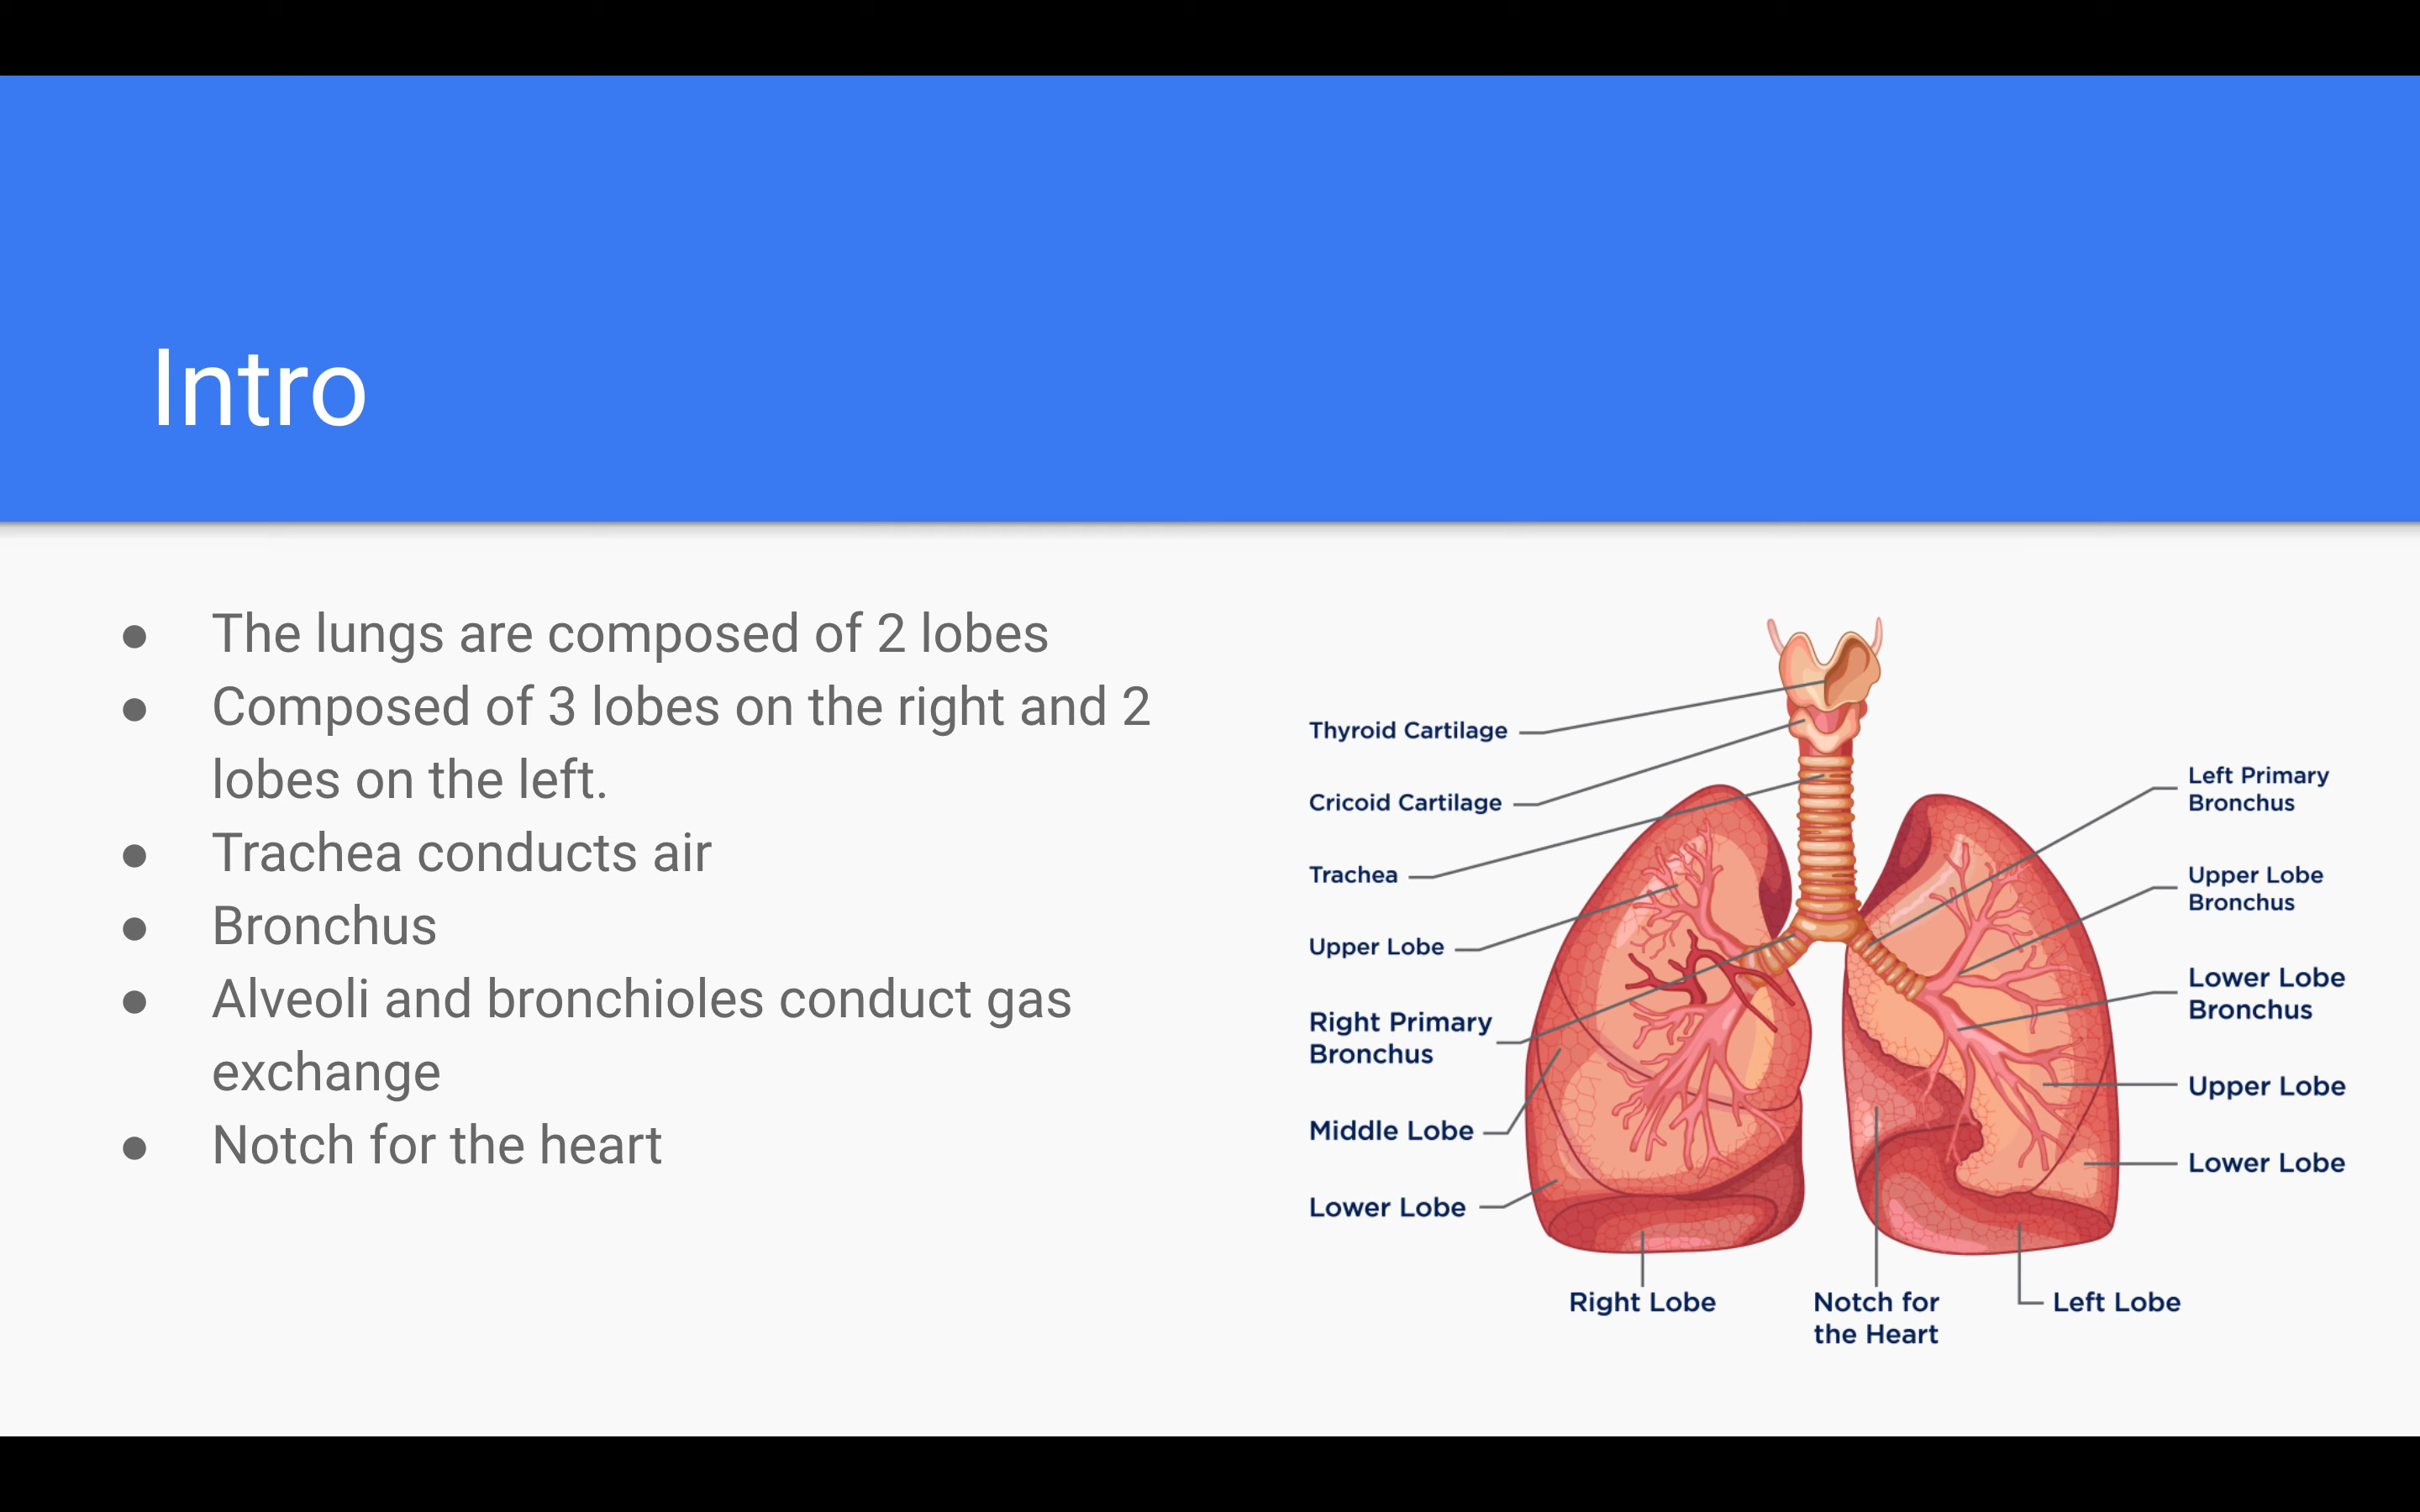 Intro
● The lungs are composed of 2 lobes
● Composed of 3 lobes on the right and 2
lobes on the left.
● Trachea conducts air
● Bronchus
● Alveoli and bronchioles conduct gas
exchange
● Notch for the heart
Thyroid Cartilage
Cricoid Cartilage
Trachea
Upper Lobe
Right Primary
Bronchus
Middle Lobe
Lower Lobe
Left Primary
Bronchus
Upper Lobe
Bronchus
Lower Lobe
Bronchus
Upper Lobe
Lower Lobe
Right Lobe
Notch for
the Heart
Left Lobe